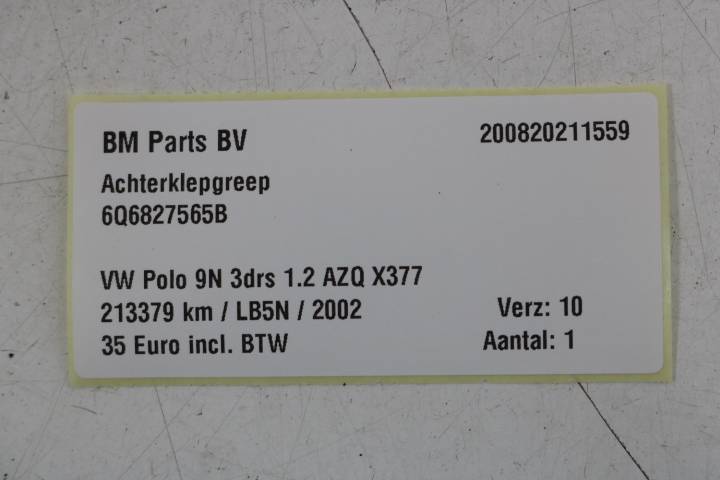 BM Parts BV 200820211559
Achterklepgreep
6Q6827565B
VW Polo 9N 3drs 1.2 AZQ X377
213379 km / LB5N / 2002 Verz: 10
35 Euro incl. BTW Aantal: 1